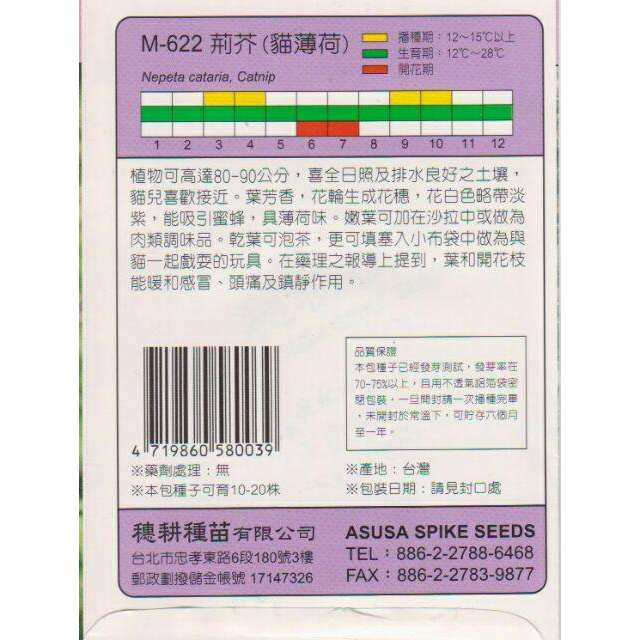 M-622 荊芥(貓薄荷)
Nepeta cataria, Catnip
播種期：12～15℃以上
生育期：12℃～28℃
開花期
1 2 3 4 5 6 7 8 9 10 11 12
植物可高達80-90公分，喜全日照及排水良好之土壤，
貓兒喜歡接近。葉芳香，花輪生成花穗，花白色略帶淡
紫，能吸引蜜蜂，具薄荷味。嫩葉可加在沙拉中或做為
肉類調味品。乾葉可泡茶，更可填塞入小布袋中做為與
貓一起戲耍的玩具。在藥理之報導上提到，葉和開花枝
能暖和感冒、頭痛及鎮靜作用。
4 719860 580039
※藥劑處理：無
※本包種子可育10-20株
品質保證
本包種子已經發芽測試，發芽率在
70-75%以上，且用不透氣鋁箔袋密
閉包裝，一旦開封請一次播種完畢
，未開封於常溫下，可貯存六個月
至一年。
※產地：台灣
※包裝日期：請見封口處
穗耕種苗有限公司
台北市忠孝東路6段180號3樓
郵政劃撥儲金帳號 17147326
ASUSA SPIKE SEEDS
TEL：886-2-2788-6468
FAX：886-2-2783-9877